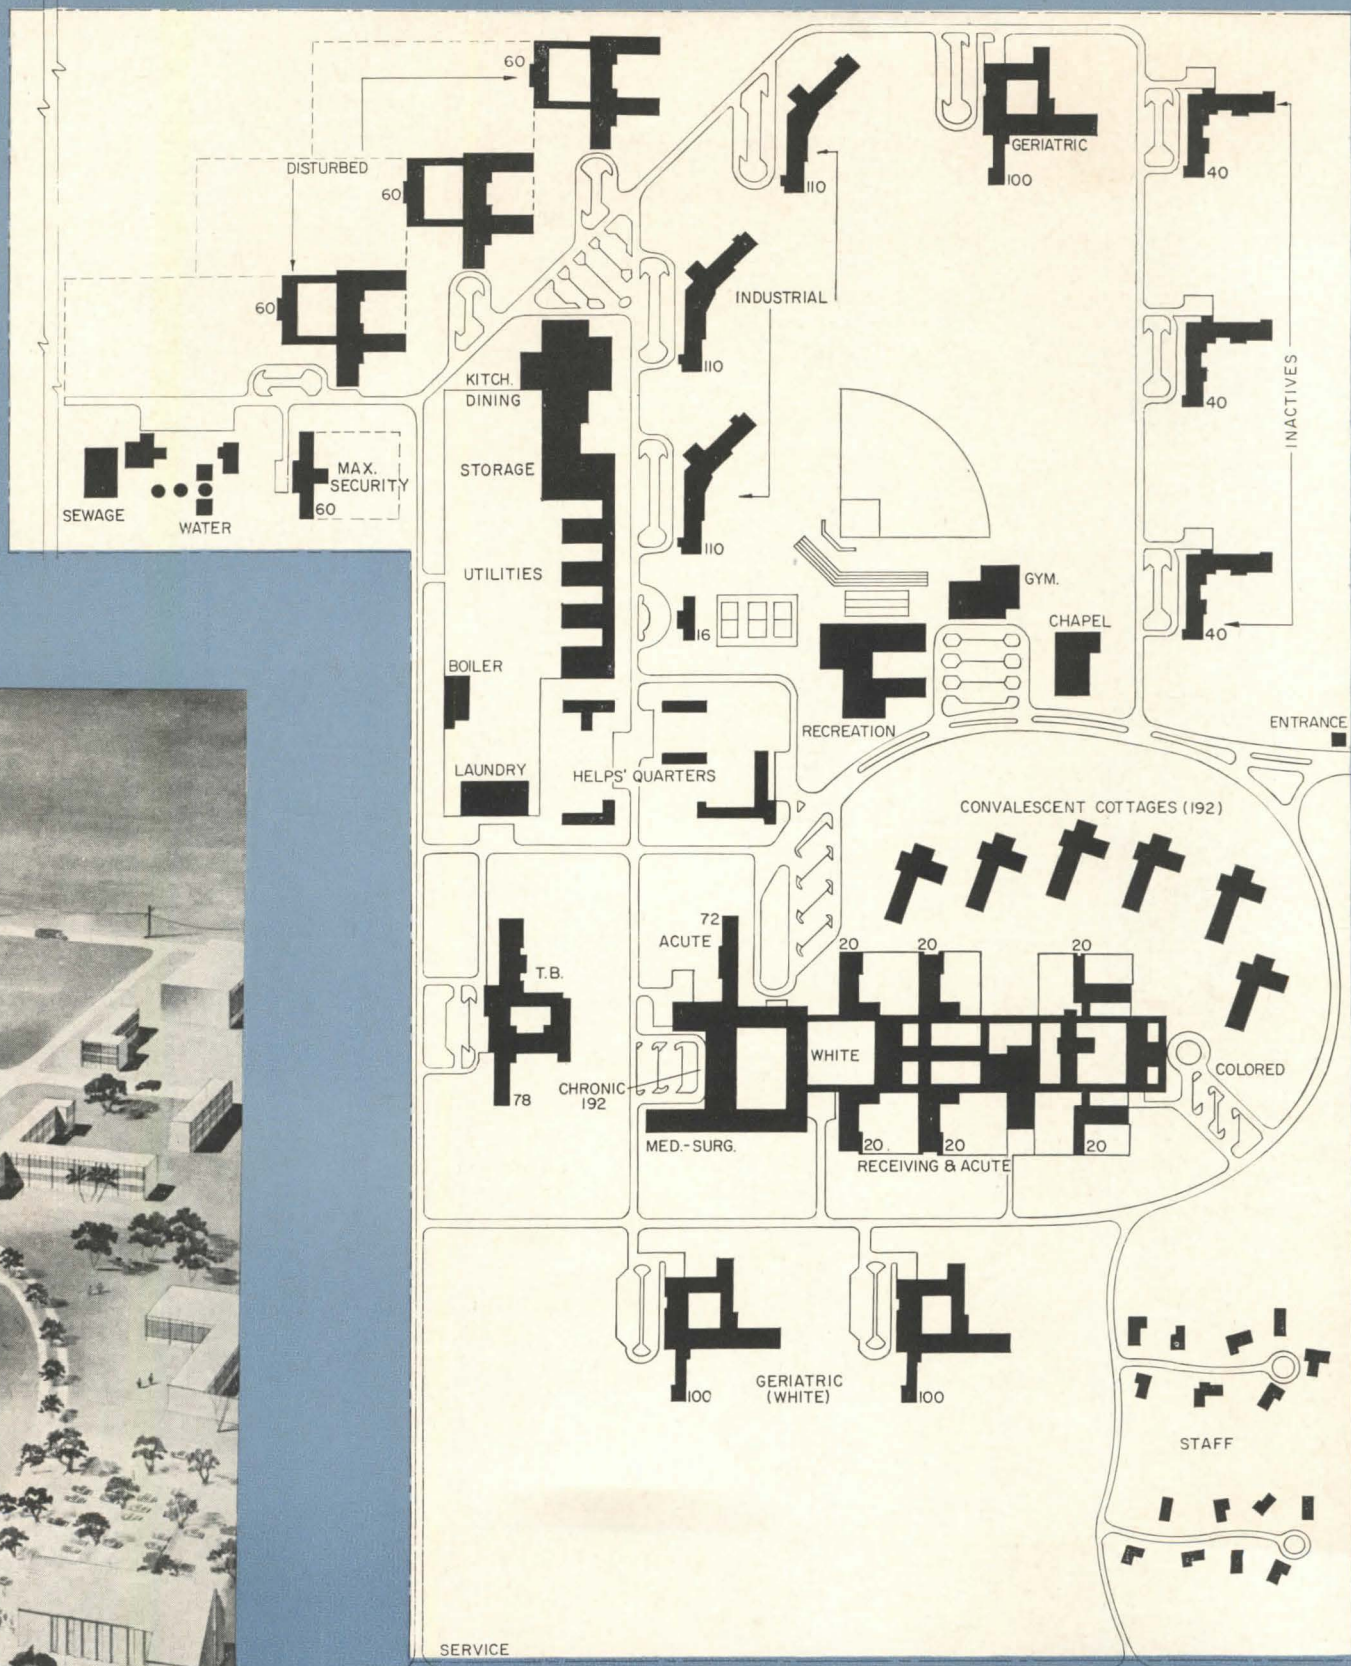 60
DISTURBED
60
60
110
GERIATRIC
100
40
INDUSTRIAL
110
40
INACTIVES
KITCH.
DINING
STORAGE
MAX.
SECURITY
60
SEWAGE
WATER
110
UTILITIES
GYM.
16
CHAPEL
40
BOILER
RECREATION
ENTRANCE
LAUNDRY
HELPS' QUARTERS
CONVALESCENT COTTAGES (192)
72
ACUTE
20
20
20
T.B.
WHITE
COLORED
CHRONIC
192
78
MED.-SURG.
20
20
20
RECEIVING & ACUTE
GERIATRIC
(WHITE)
100
100
STAFF
SERVICE